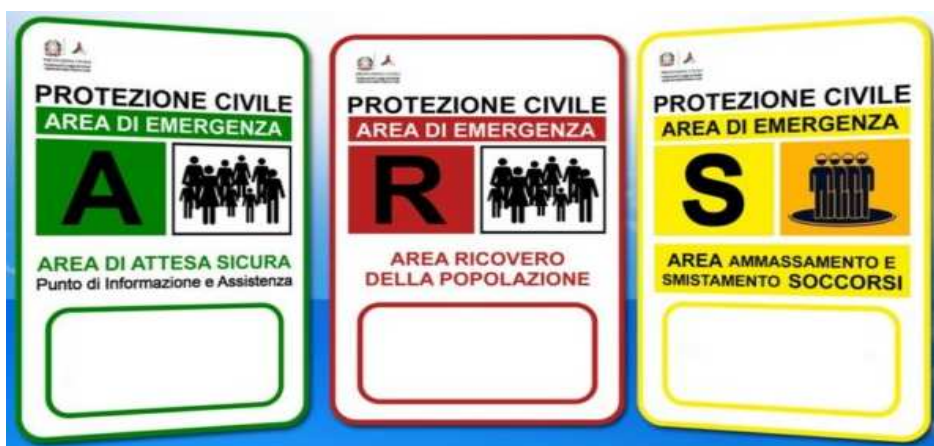 PROTEZIONE CIVILE
AREA DI EMERGENZA
A
AREA DI ATTESA SICURA
Punto di Informazione e Assistenza
PROTEZIONE CIVILE
AREA DI EMERGENZA
R
AREA RICOVERO
DELLA POPOLAZIONE
PROTEZIONE CIVILE
AREA DI EMERGENZA
S
AREA AMMASSAMENTO E
SMISTAMENTO SOCCORSI